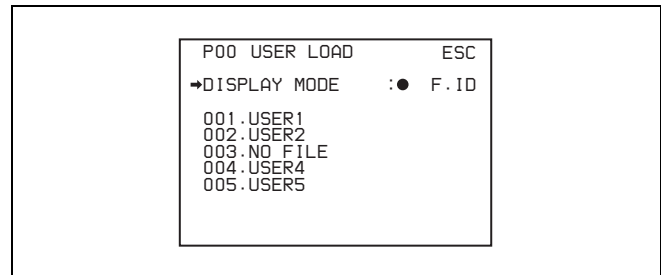 P00 USER LOAD ESC
➡DISPLAY MODE :● F.ID
001.USER1
002.USER2
003.NO FILE
004.USER4
005.USER5